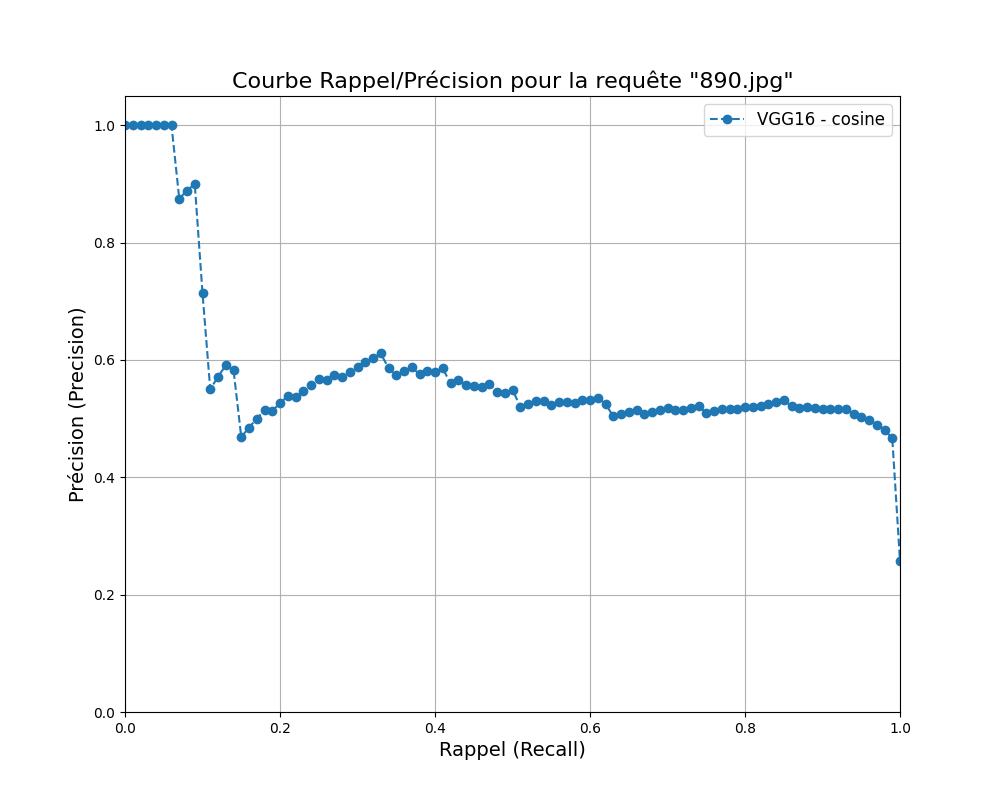 Courbe Rappel/Précision pour la requête "890.jpg"
VGG16 - cosine
Précision (Precision)
1.0
0.8
0.6
0.4
0.2
0.0
0.0 0.2 0.4 0.6 0.8 1.0
Rappel (Recall)